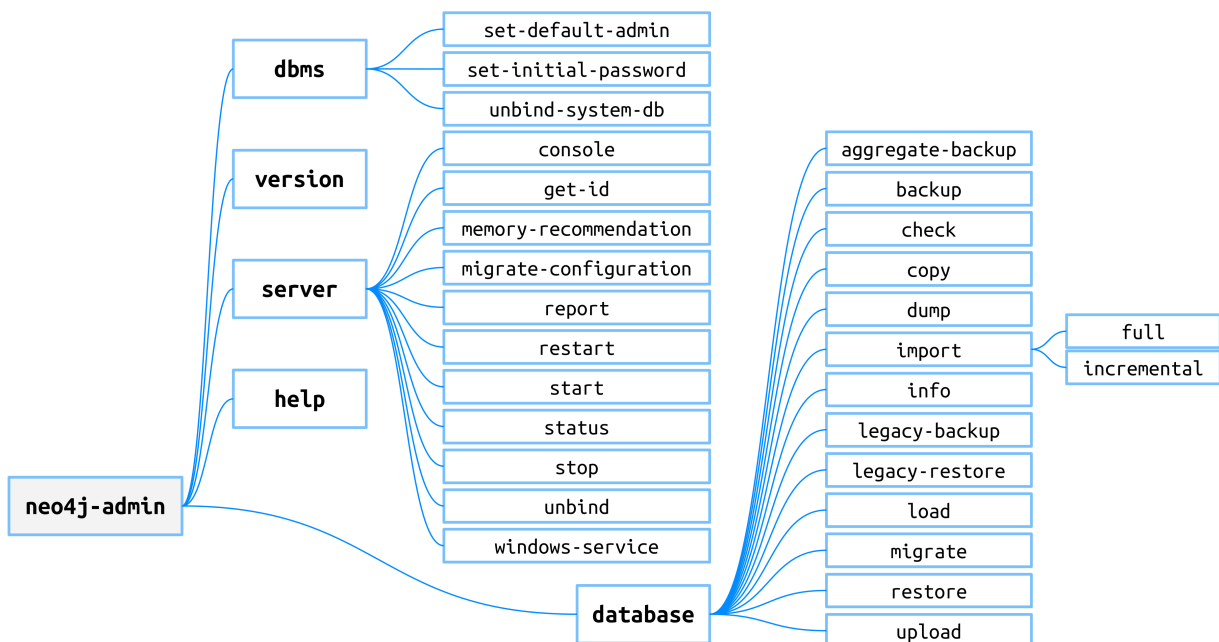 neo4j-admin
dbms
set-default-admin
set-initial-password
unbind-system-db
version
server
console
get-id
memory-recommendation
migrate-configuration
report
restart
start
status
stop
unbind
windows-service
help
database
aggregate-backup
backup
check
copy
dump
import
full
incremental
info
legacy-backup
legacy-restore
load
migrate
restore
upload